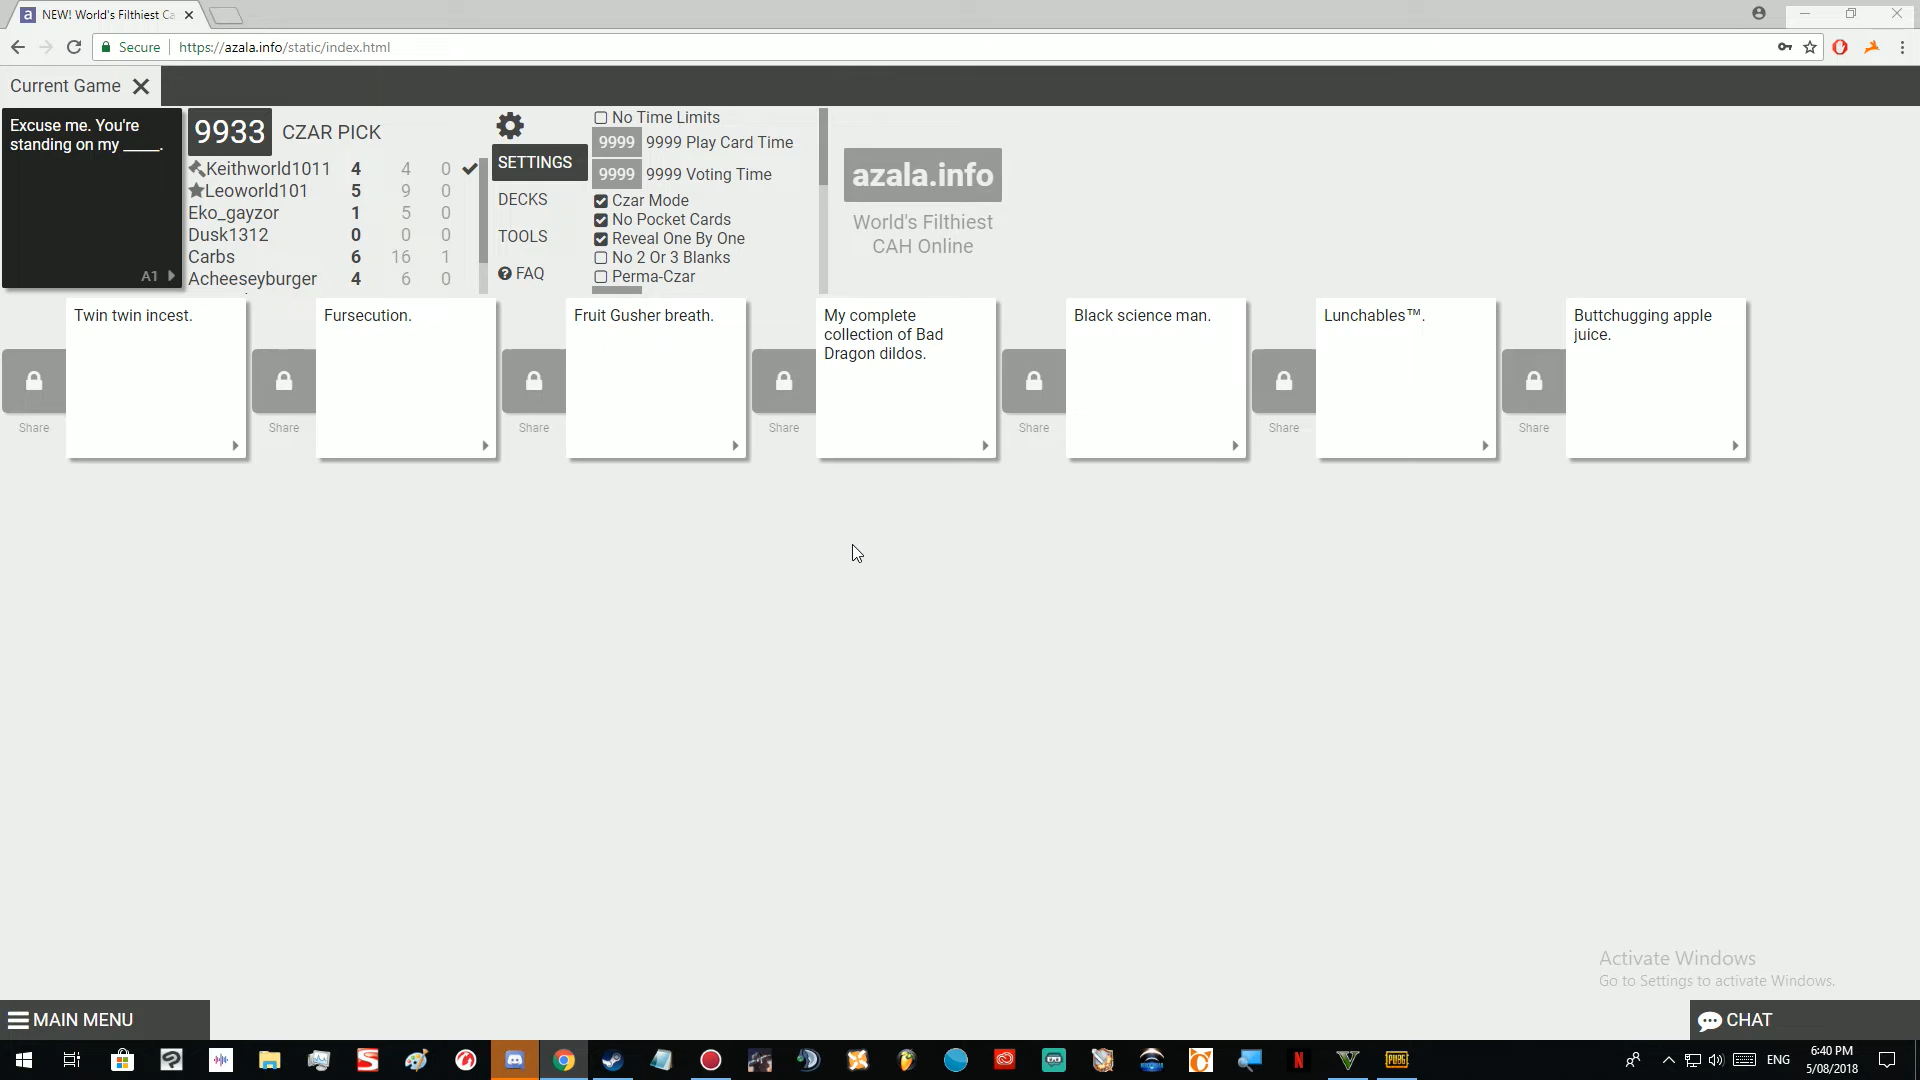 NEW! World's Filthiest Ca
Secure
https://azala.info/static/index.html
Current Game
Excuse me. You're
standing on my _____.
A1
9933 CZAR PICK
Keithworld1011 4 4 0
Leoworld101 5 9 0
Eko_gayzor 1 5 0
Dusk1312 0 0 0
Carbs 6 16 1
Acheeseyburger 4 6 0
SETTINGS
DECKS
TOOLS
FAQ
No Time Limits
9999 9999 Play Card Time
9999 9999 Voting Time
Czar Mode
No Pocket Cards
Reveal One By One
No 2 Or 3 Blanks
Perma-Czar
azala.info
World's Filthiest
CAH Online
Twin twin incest.
Share
Fursecution.
Share
Fruit Gusher breath.
Share
My complete
collection of Bad
Dragon dildos.
Share
Black science man.
Share
Lunchables™.
Share
Buttchugging apple
juice.
Share
Activate Windows
Go to Settings to activate Windows.
MAIN MENU
CHAT
ENG
6:40 PM
5/08/2018